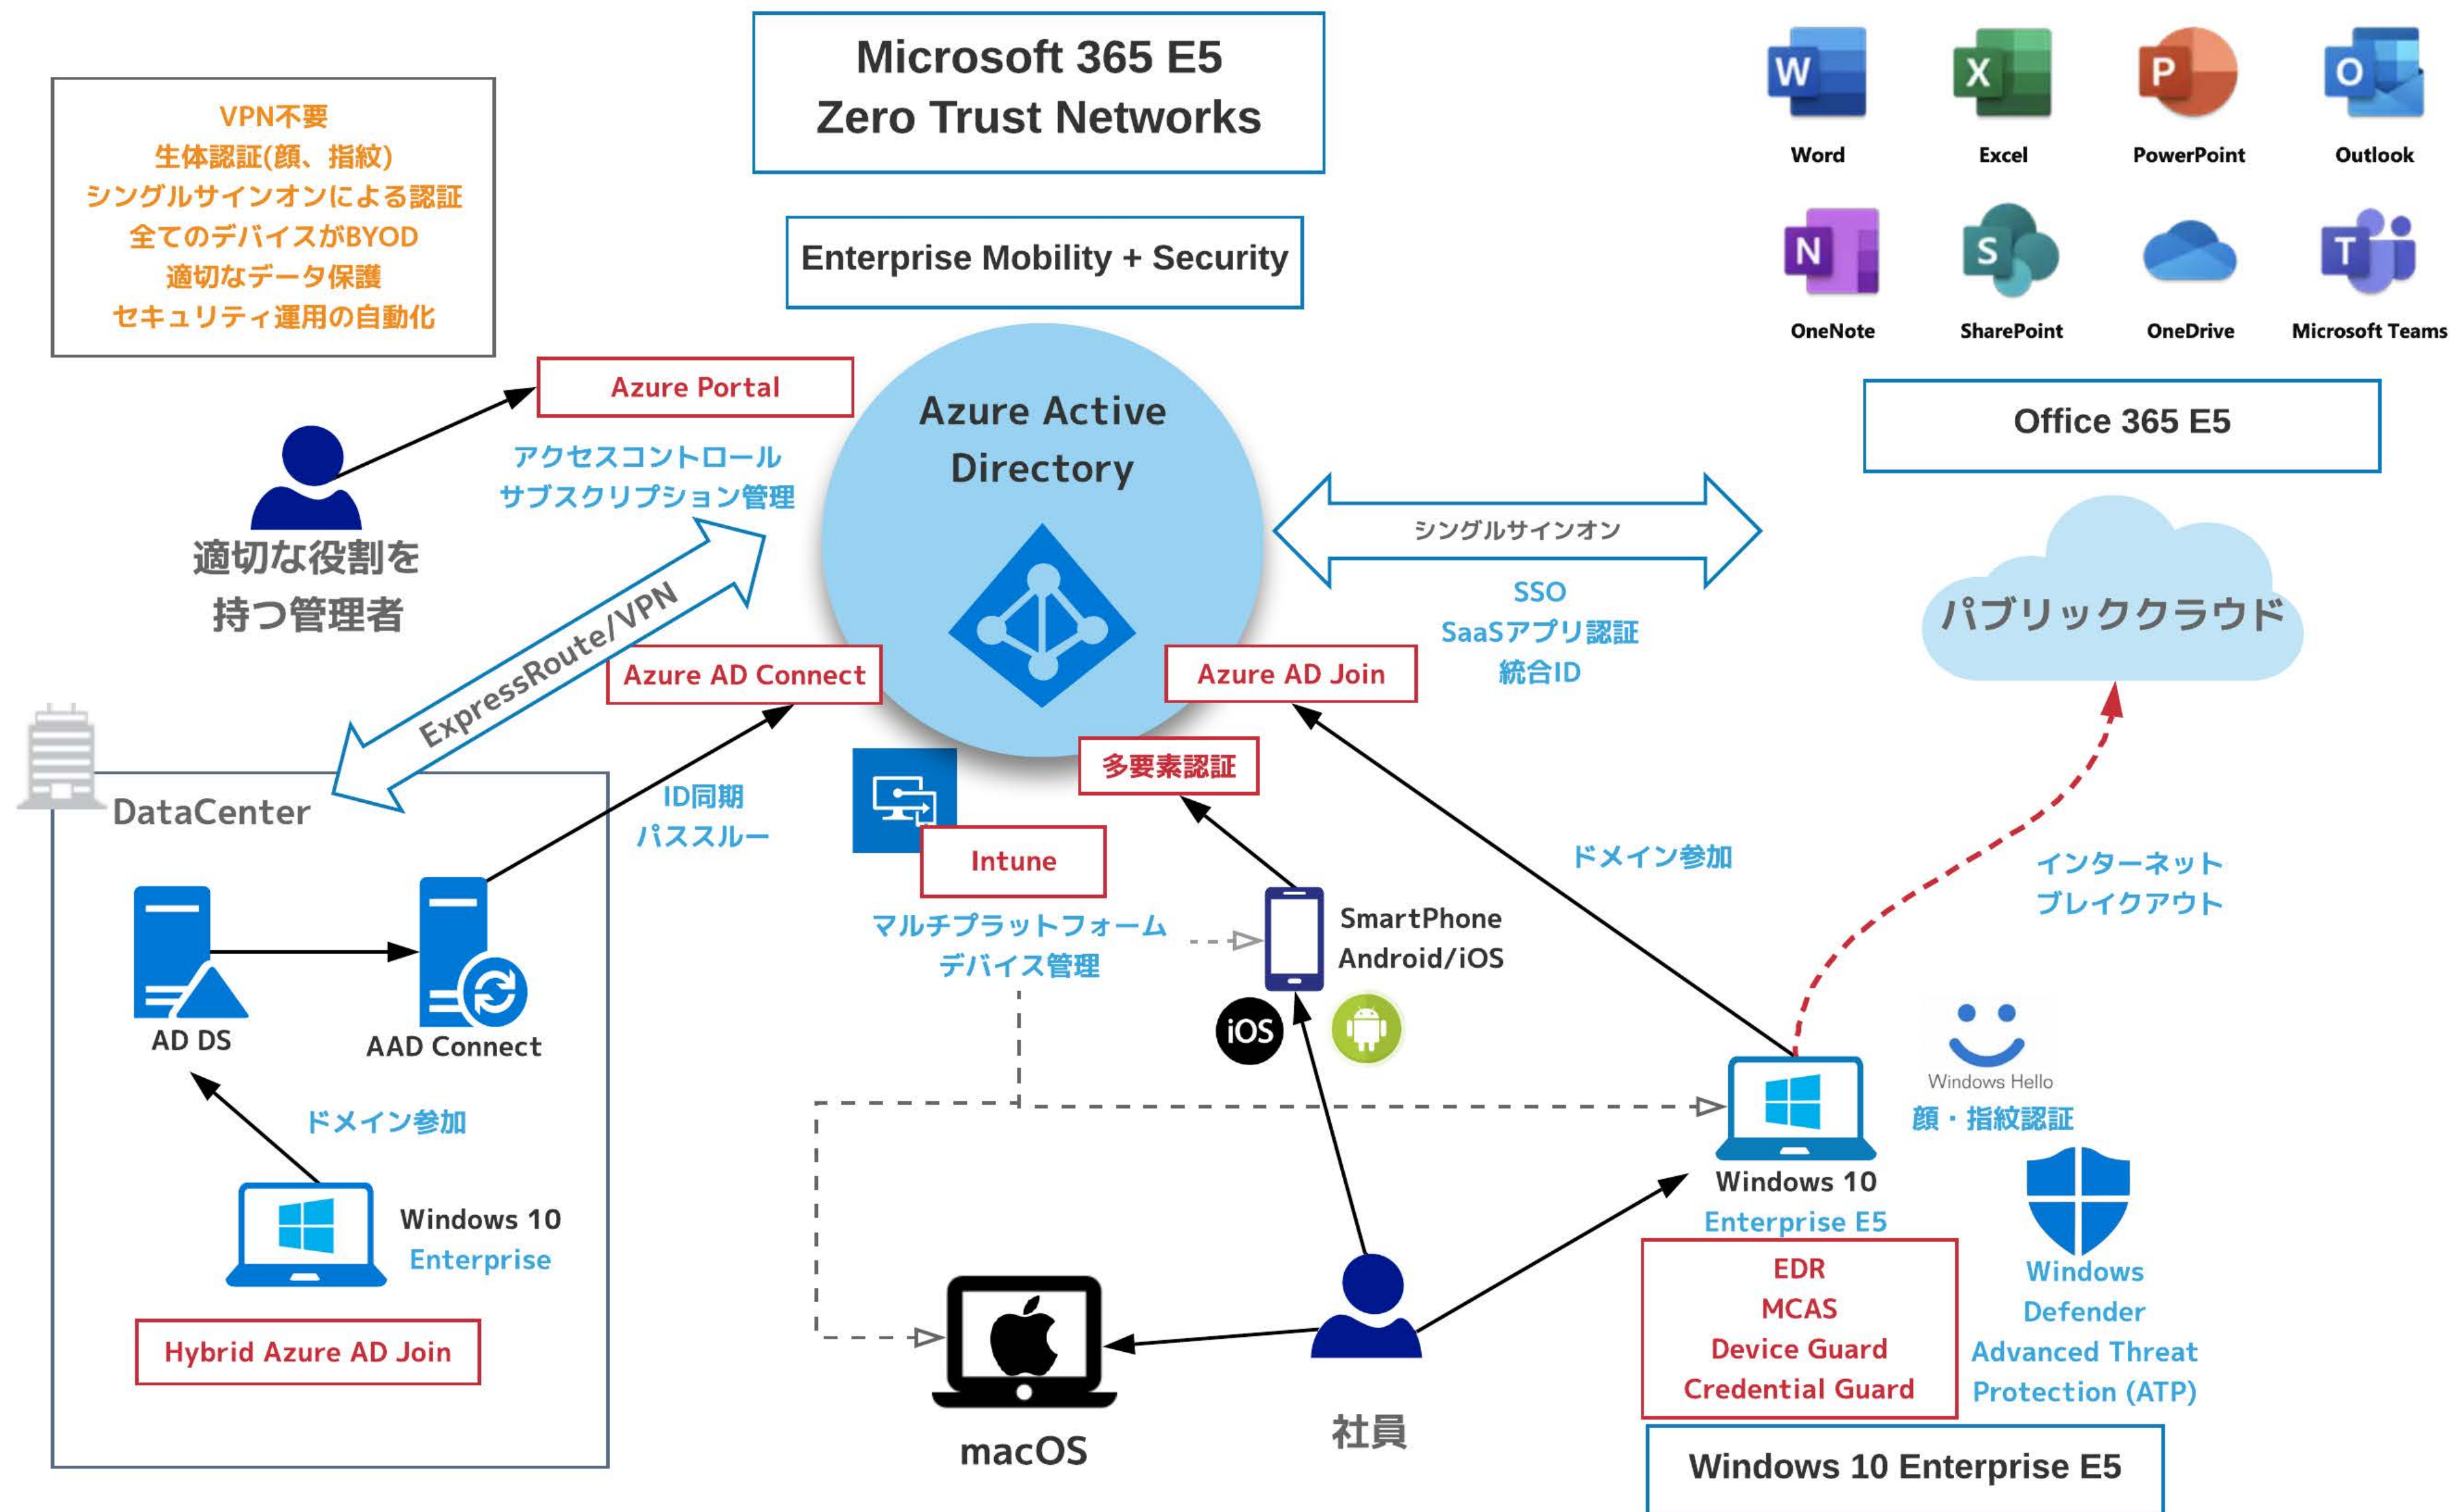 Microsoft 365 E5
Zero Trust Networks
Enterprise Mobility + Security
VPN不要
生体認証(顔、指紋)
シングルサインオンによる認証
全てのデバイスがBYOD
適切なデータ保護
セキュリティ運用の自動化
W
X
P
O
Word
Excel
PowerPoint
Outlook
N
S
T
OneNote
SharePoint
OneDrive
Microsoft Teams
Office 365 E5
Azure Portal
アクセスコントロール
サブスクリプション管理
適切な役割を
持つ管理者
Azure Active
Directory
シングルサインオン
SSO
SaaSアプリ認証
統合ID
パブリッククラウド
ExpressRoute/VPN
Azure AD Connect
Azure AD Join
多要素認証
DataCenter
ID同期
パススルー
Intune
マルチプラットフォーム
デバイス管理
SmartPhone
Android/iOS
iOS
ドメイン参加
インターネット
ブレイクアウト
AD DS
AAD Connect
ドメイン参加
Windows 10
Enterprise
Hybrid Azure AD Join
macOS
社員
Windows Hello
顔・指紋認証
Windows 10
Enterprise E5
EDR
MCAS
Device Guard
Credential Guard
Windows
Defender
Advanced Threat
Protection (ATP)
Windows 10 Enterprise E5